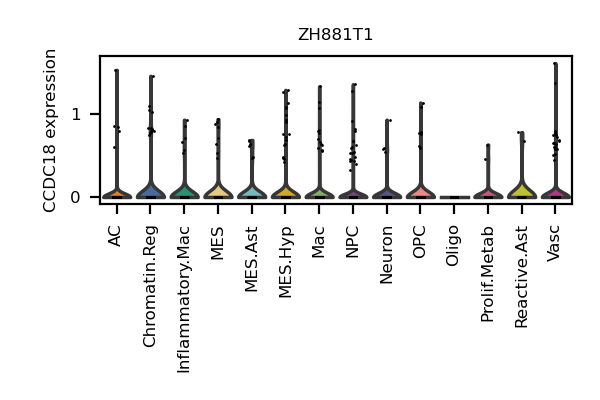 ZH881T1
CCDC18 expression
1
0
AC
Chromatin.Reg
Inflammatory.Mac
MES
MES.Ast
MES.Hyp
Mac
NPC
Neuron
OPC
Oligo
Prolif.Metab
Reactive.Ast
Vasc